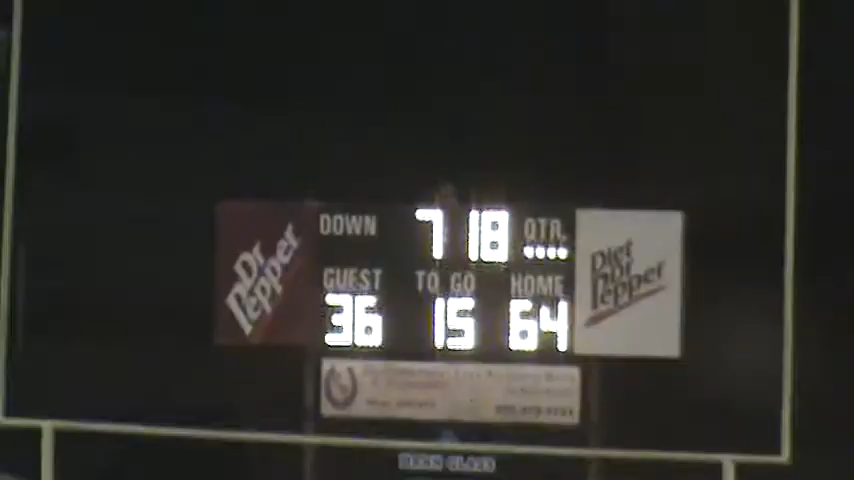 DOWN 7 18 QTR.
GUEST TO GO HOME
36 15 64
Dr Pepper
Diet Dr Pepper